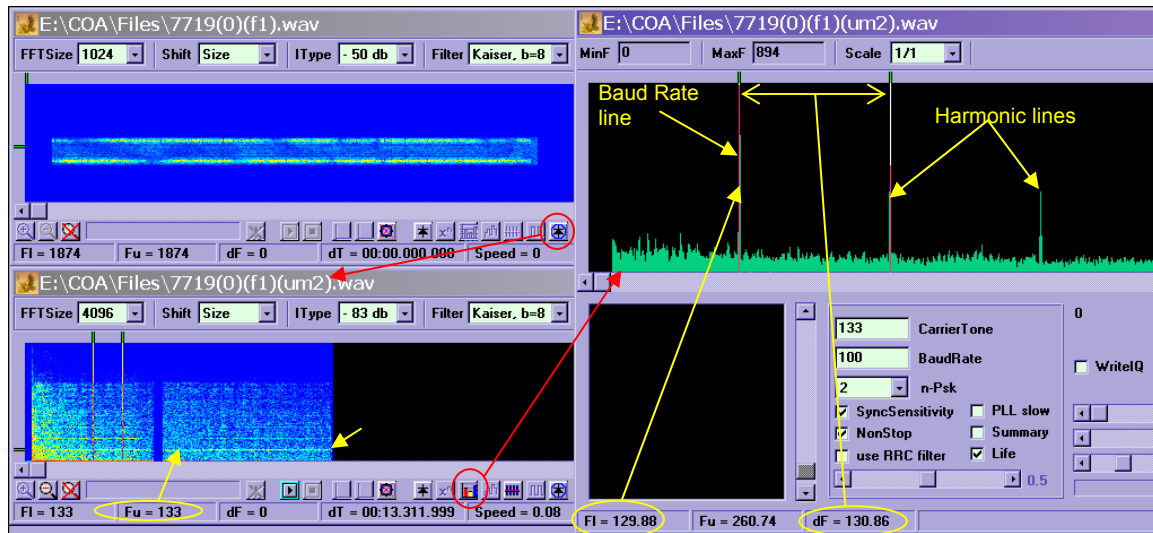 E:\COA\Files\7719(0)(f1).wav
FFTSize 1024 Shift Size IType - 50 db Filter Kaiser, b=8
Fl = 1874 Fu = 1874 dF = 0 dT = 00:00.000.008 Speed = 0
E:\COA\Files\7719(0)(f1)(um2).wav
FFTSize 4096 Shift Size IType - 83 db Filter Kaiser, b=8
Fl = 133 Fu = 133 dF = 0 dT = 00:13.311.999 Speed = 0.08
E:\COA\Files\7719(0)(f1)(um2).wav
MinF 0 MaxF 894 Scale 1/1
Baud Rate
line
Harmonic lines
133 CarrierTone
100 BaudRate
2 n-Psk
SyncSensitivity PLL slow
NonStop Summary
use RRC filter Life
0.5
0
WriteIQ
Fl = 129.88 Fu = 260.74 dF = 130.86